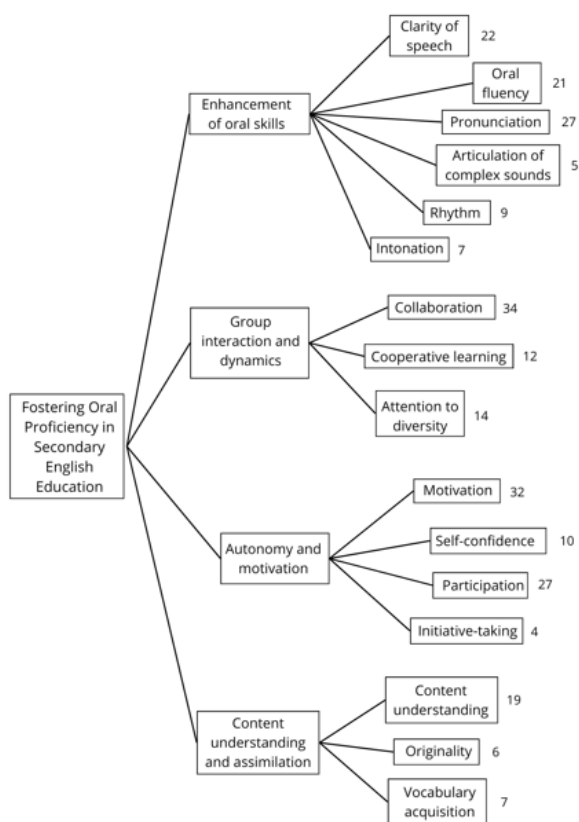 Clarity of
speech
22
Oral
fluency
21
Enhancement
of oral skills
Pronunciation
27
Articulation of
complex sounds
5
Rhythm
9
Intonation
7
Group
interaction and
dynamics
Collaboration
34
Cooperative learning
12
Attention to
diversity
14
Fostering Oral
Proficiency in
Secondary
English
Education
Motivation
32
Autonomy and
motivation
Self-confidence
10
Participation
27
Initiative-taking
4
Content
understanding
and assimilation
Content
understanding
19
Originality
6
Vocabulary
acquisition
7